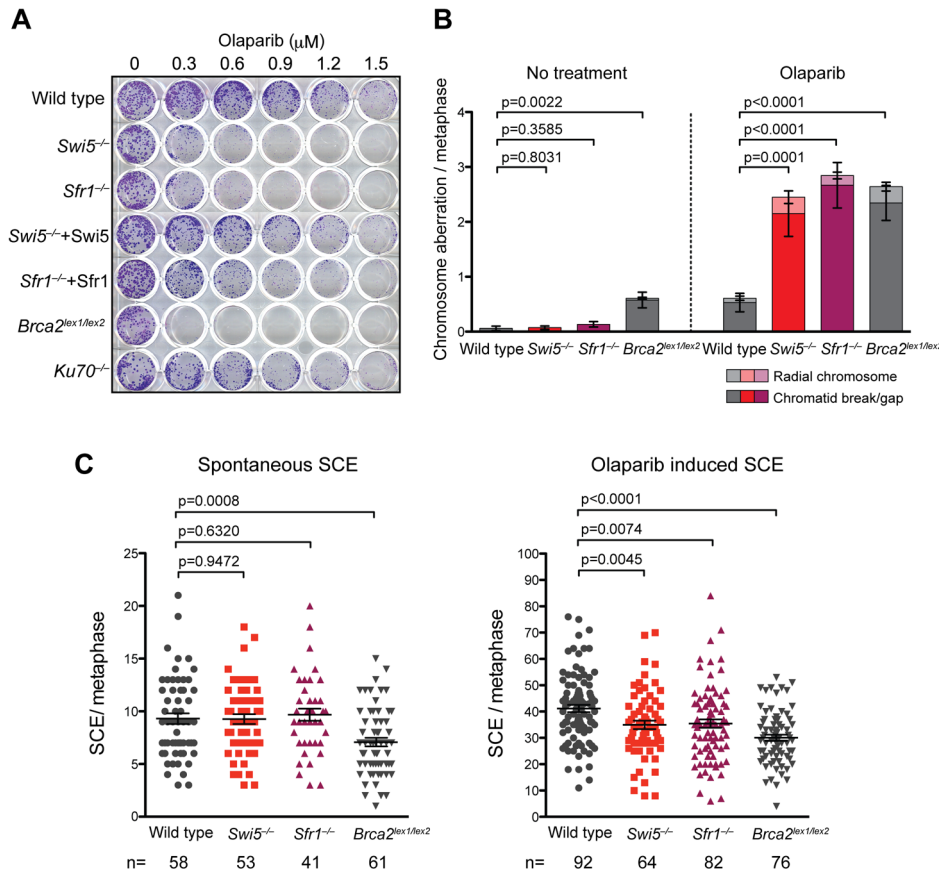 A
Olaparib (μM)
0 0.3 0.6 0.9 1.2 1.5
Wild type
Swi5–/–
Sfr1–/–
Swi5–/–+Swi5
Sfr1–/–+Sfr1
Brca2lex1/lex2
Ku70–/–
B
No treatment
Olaparib
Chromosome aberration / metaphase
4
3
2
1
0
p=0.0022
p=0.3585
p=0.8031
p<0.0001
p<0.0001
p=0.0001
Wild type Swi5–/– Sfr1–/– Brca2lex1/lex2
Wild type Swi5–/– Sfr1–/– Brca2lex1/lex2
Radial chromosome
Chromatid break/gap
C
Spontaneous SCE
p=0.0008
p=0.6320
p=0.9472
SCE/ metaphase
25
20
15
10
5
0
Wild type Swi5–/– Sfr1–/– Brca2lex1/lex2
n= 58 53 41 61
Olaparib induced SCE
p<0.0001
p=0.0074
p=0.0045
SCE / metaphase
100
90
80
70
60
50
40
30
20
10
0
Wild type Swi5–/– Sfr1–/– Brca2lex1/lex2
n= 92 64 82 76